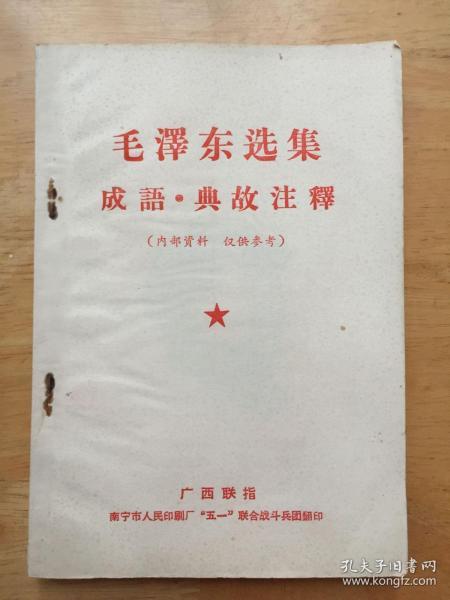 毛澤东选集
成語·典故注釋
（内部資料 仅供参考）
广西联指
南宁市人民印刷厂“五一”联合战斗兵团翻印
孔夫子旧书网
www.kongfz.com